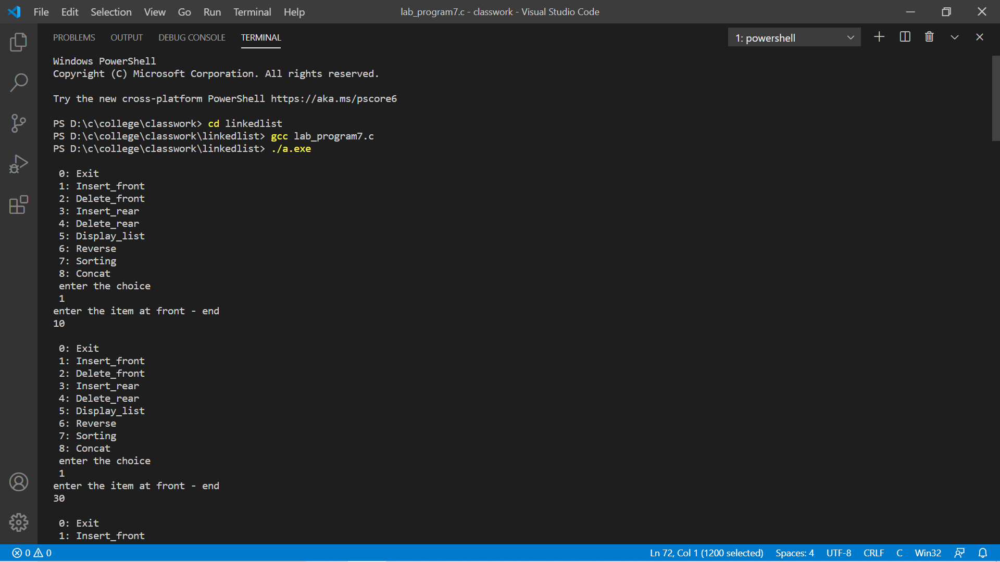 File Edit Selection View Go Run Terminal Help lab_program7.c - classwork - Visual Studio Code
PROBLEMS OUTPUT DEBUG CONSOLE TERMINAL 1: powershell
Windows PowerShell
Copyright (C) Microsoft Corporation. All rights reserved.
Try the new cross-platform PowerShell https://aka.ms/pscore6
PS D:\c\college\classwork> cd linkedlist
PS D:\c\college\classwork\linkedlist> gcc lab_program7.c
PS D:\c\college\classwork\linkedlist> ./a.exe
0: Exit
1: Insert_front
2: Delete_front
3: Insert_rear
4: Delete_rear
5: Display_list
6: Reverse
7: Sorting
8: Concat
enter the choice
1
enter the item at front - end
10
0: Exit
1: Insert_front
2: Delete_front
3: Insert_rear
4: Delete_rear
5: Display_list
6: Reverse
7: Sorting
8: Concat
enter the choice
1
enter the item at front - end
30
0: Exit
1: Insert_front
0 0 Ln 72, Col 1 (1200 selected) Spaces: 4 UTF-8 CRLF C Win32